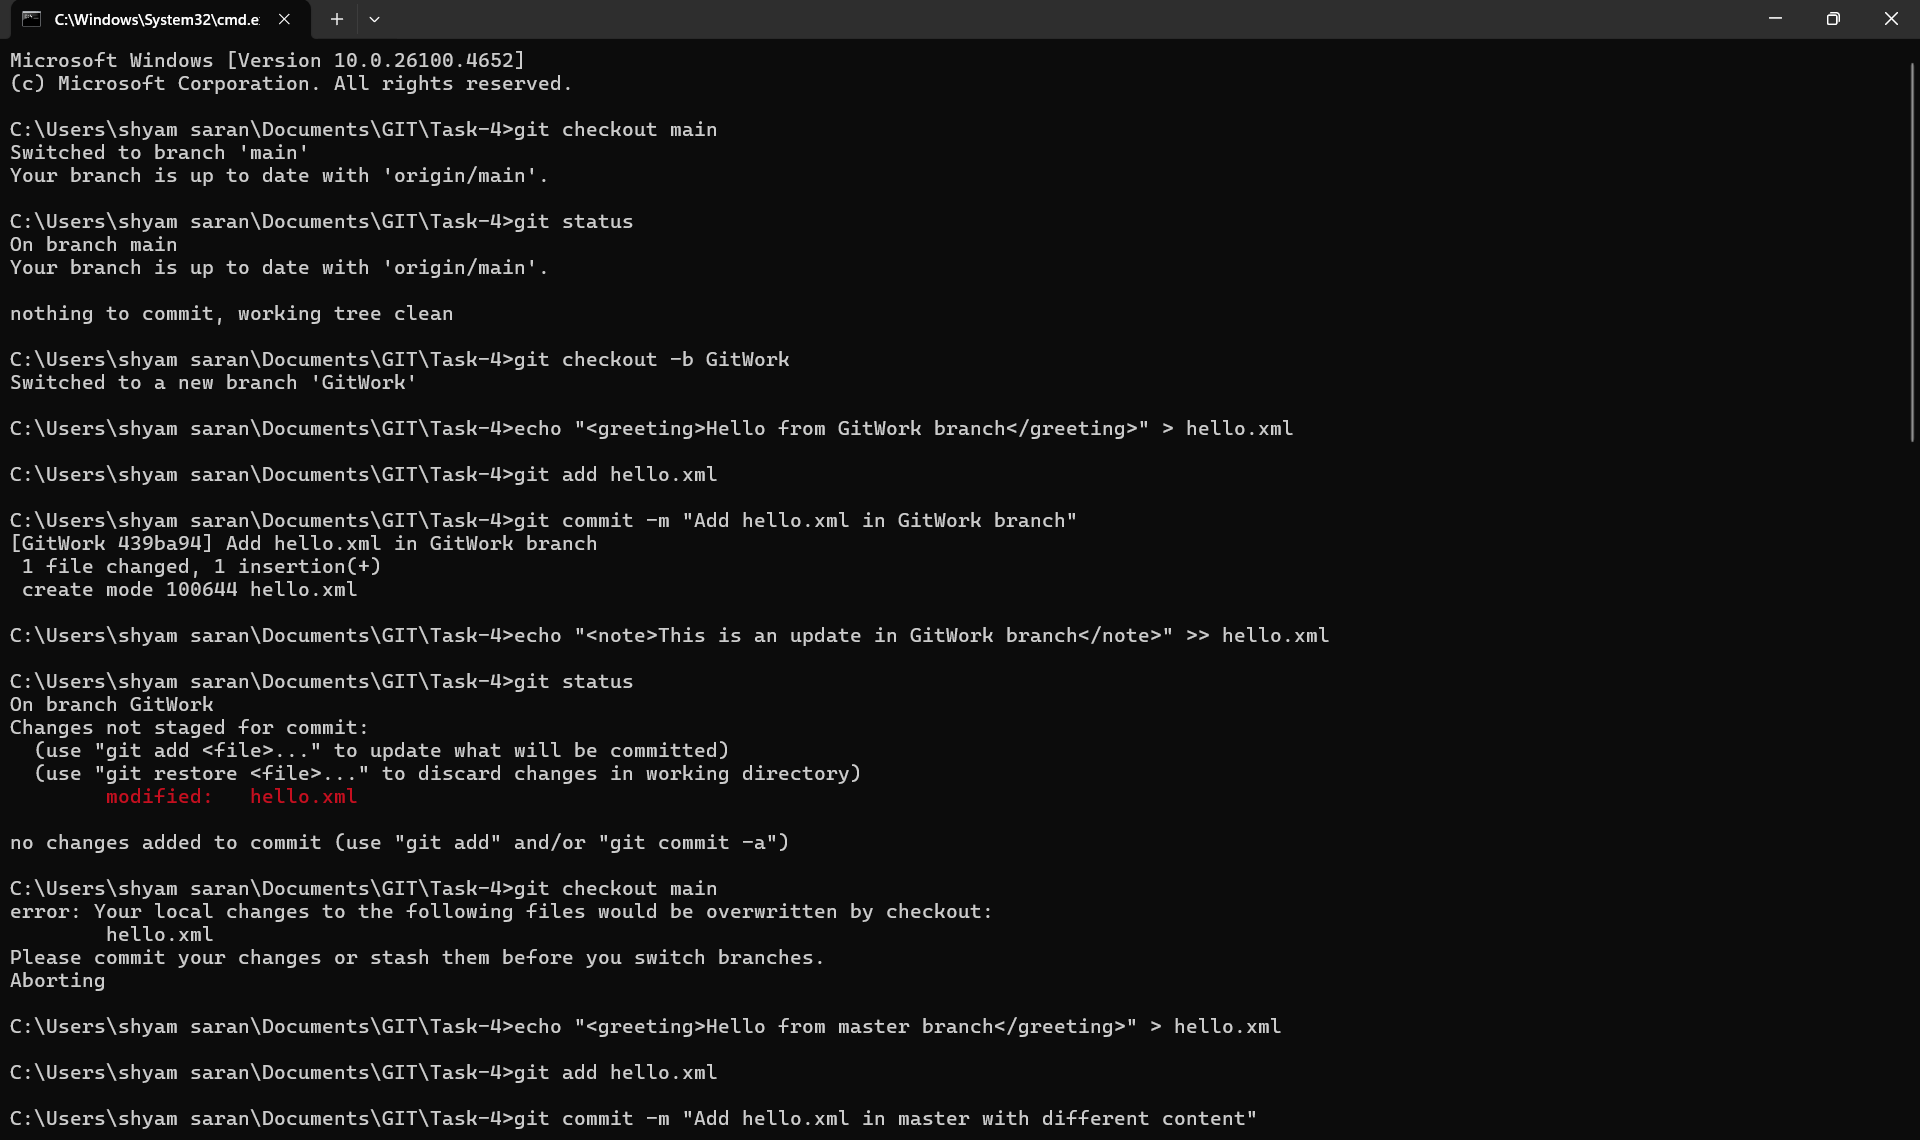 C:\Windows\System32\cmd.e
Microsoft Windows [Version 10.0.26100.4652]
(c) Microsoft Corporation. All rights reserved.
C:\Users\shyam saran\Documents\GIT\Task-4>git checkout main
Switched to branch 'main'
Your branch is up to date with 'origin/main'.
C:\Users\shyam saran\Documents\GIT\Task-4>git status
On branch main
Your branch is up to date with 'origin/main'.
nothing to commit, working tree clean
C:\Users\shyam saran\Documents\GIT\Task-4>git checkout -b GitWork
Switched to a new branch 'GitWork'
C:\Users\shyam saran\Documents\GIT\Task-4>echo "<greeting>Hello from GitWork branch</greeting>" > hello.xml
C:\Users\shyam saran\Documents\GIT\Task-4>git add hello.xml
C:\Users\shyam saran\Documents\GIT\Task-4>git commit -m "Add hello.xml in GitWork branch"
[GitWork 439ba94] Add hello.xml in GitWork branch
 1 file changed, 1 insertion(+)
 create mode 100644 hello.xml
C:\Users\shyam saran\Documents\GIT\Task-4>echo "<note>This is an update in GitWork branch</note>" >> hello.xml
C:\Users\shyam saran\Documents\GIT\Task-4>git status
On branch GitWork
Changes not staged for commit:
  (use "git add <file>..." to update what will be committed)
  (use "git restore <file>..." to discard changes in working directory)
        modified:   hello.xml
no changes added to commit (use "git add" and/or "git commit -a")
C:\Users\shyam saran\Documents\GIT\Task-4>git checkout main
error: Your local changes to the following files would be overwritten by checkout:
        hello.xml
Please commit your changes or stash them before you switch branches.
Aborting
C:\Users\shyam saran\Documents\GIT\Task-4>echo "<greeting>Hello from master branch</greeting>" > hello.xml
C:\Users\shyam saran\Documents\GIT\Task-4>git add hello.xml
C:\Users\shyam saran\Documents\GIT\Task-4>git commit -m "Add hello.xml in master with different content"